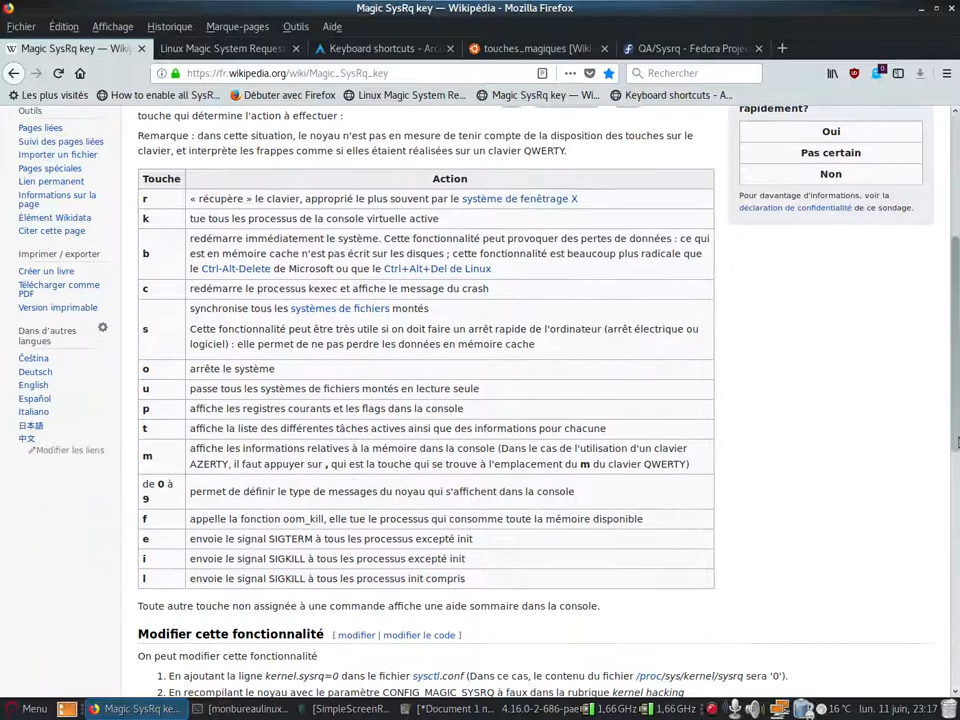 Magic SysRq key — Wikipédia - Mozilla Firefox
Fichier Édition Affichage Historique Marque-pages Outils Aide
Magic SysRq key — Wiki
Linux Magic System Request
Keyboard shortcuts - Arc
touches_magiques [Wiki
QA/Sysrq - Fedora Proje
https://fr.wikipedia.org/wiki/Magic_SysRq_key
Rechercher
0
Les plus visités
How to enable all SysR...
Débuter avec Firefox
Linux Magic System Re...
Magic SysRq key — Wi...
Keyboard shortcuts - A...
Outils
Pages liées
Suivi des pages liées
Importer un fichier
Pages spéciales
Lien permanent
Informations sur la
page
Élément Wikidata
Citer cette page
Imprimer / exporter
Créer un livre
Télécharger comme
PDF
Version imprimable
Dans d'autres
langues
Čeština
Deutsch
English
Español
Italiano
日本語
中文
Modifier les liens
touche qui détermine l'action à effectuer :
Remarque : dans cette situation, le noyau n'est pas en mesure de tenir compte de la disposition des touches sur le
clavier, et interprète les frappes comme si elles étaient réalisées sur un clavier QWERTY.
Touche Action
r « récupère » le clavier, approprié le plus souvent par le système de fenêtrage X
k tue tous les processus de la console virtuelle active
redémarre immédiatement le système. Cette fonctionnalité peut provoquer des pertes de données : ce qui
b est en mémoire cache n'est pas écrit sur les disques ; cette fonctionnalité est beaucoup plus radicale que
le Ctrl-Alt-Delete de Microsoft ou que le Ctrl+Alt+Del de Linux
c redémarre le processus kexec et affiche le message du crash
synchronise tous les systèmes de fichiers montés
s Cette fonctionnalité peut être très utile si on doit faire un arrêt rapide de l'ordinateur (arrêt électrique ou
logiciel) : elle permet de ne pas perdre les données en mémoire cache
o arrête le système
u passe tous les systèmes de fichiers montés en lecture seule
p affiche les registres courants et les flags dans la console
t affiche la liste des différentes tâches actives ainsi que des informations pour chacune
m affiche les informations relatives à la mémoire dans la console (Dans le cas de l'utilisation d'un clavier
AZERTY, il faut appuyer sur , qui est la touche qui se trouve à l'emplacement du m du clavier QWERTY)
de 0 à
9 permet de définir le type de messages du noyau qui s'affichent dans la console
f appelle la fonction oom_kill, elle tue le processus qui consomme toute la mémoire disponible
e envoie le signal SIGTERM à tous les processus excepté init
i envoie le signal SIGKILL à tous les processus excepté init
l envoie le signal SIGKILL à tous les processus init compris
Toute autre touche non assignée à une commande affiche une aide sommaire dans la console.
Modifier cette fonctionnalité [ modifier | modifier le code ]
On peut modifier cette fonctionnalité
1. En ajoutant la ligne kernel.sysrq=0 dans le fichier sysctl.conf (Dans ce cas, le contenu du fichier /proc/sys/kernel/sysrq sera '0').
2. En recompilant le noyau avec le paramètre CONFIG_MAGIC_SYSRQ à faux dans la rubrique kernel hacking
rapidement?
Oui
Pas certain
Non
Pour davantage d'informations, voir la
déclaration de confidentialité de ce sondage.
Menu
Magic SysRq ke...
[monbureaulinux...
[SimpleScreenR...
[*Document 1 n...
4.16.0-2-686-pae
1,66GHz
1,66GHz
16 °C
lun. 11 juin, 23:17